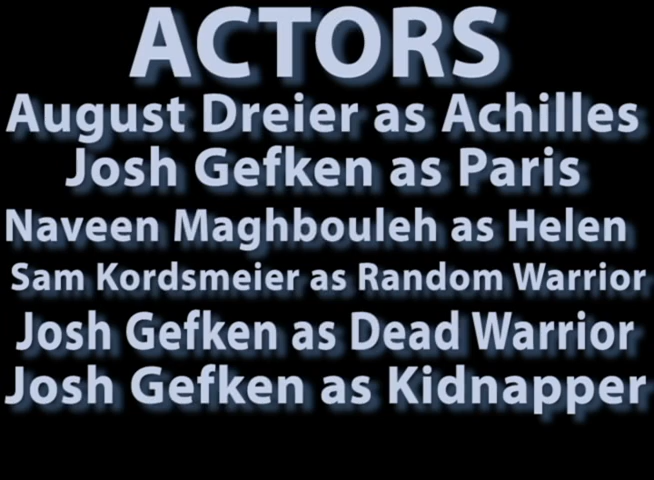 ACTORS
August Dreier as Achilles
Josh Gefken as Paris
Naveen Maghbouleh as Helen
Sam Kordsmeier as Random Warrior
Josh Gefken as Dead Warrior
Josh Gefken as Kidnapper